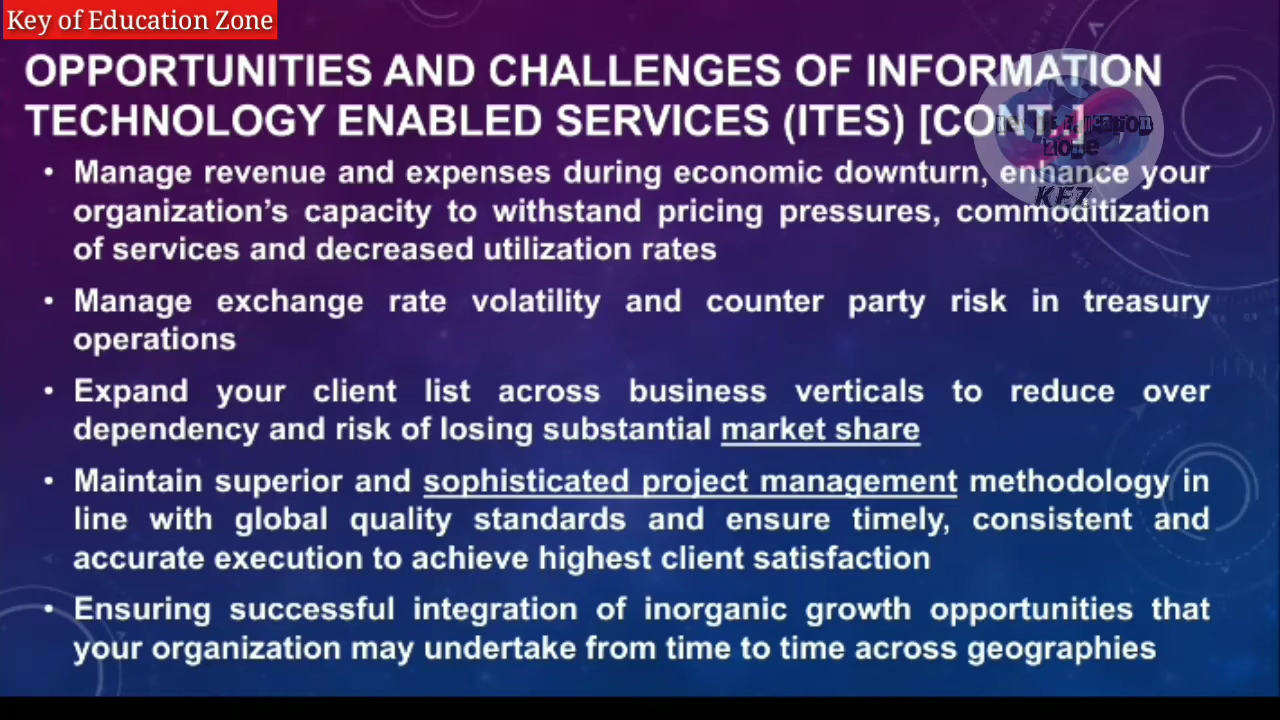 Key of Education Zone
OPPORTUNITIES AND CHALLENGES OF INFORMATION
TECHNOLOGY ENABLED SERVICES (ITES) [CONT..]
• Manage revenue and expenses during economic downturn, enhance your
organization's capacity to withstand pricing pressures, commoditization
of services and decreased utilization rates
• Manage exchange rate volatility and counter party risk in treasury
operations
• Expand your client list across business verticals to reduce over
dependency and risk of losing substantial market share
• Maintain superior and sophisticated project management methodology in
line with global quality standards and ensure timely, consistent and
accurate execution to achieve highest client satisfaction
• Ensuring successful integration of inorganic growth opportunities that
your organization may undertake from time to time across geographies
zone
KEZ